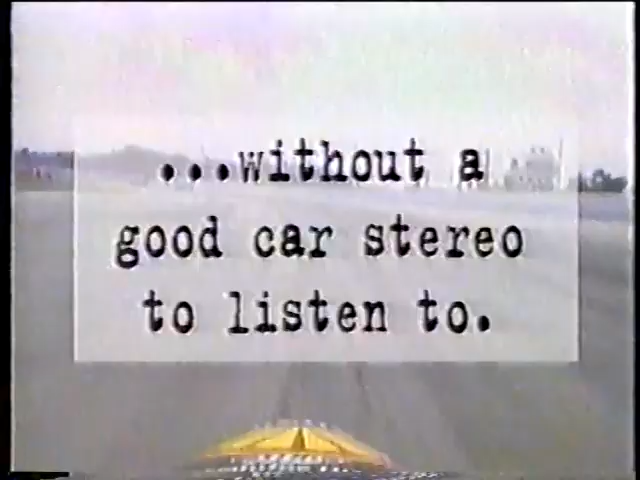 ...without a
good car stereo
to listen to.